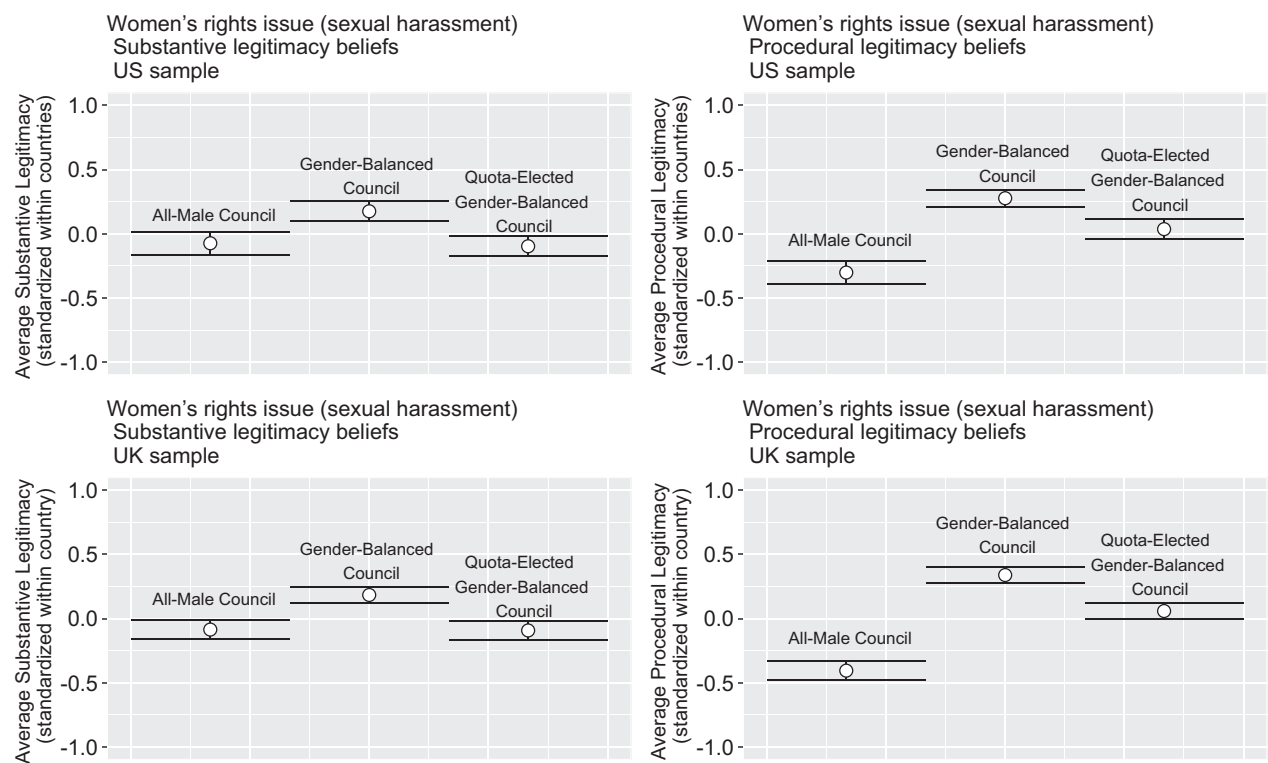 Women’s rights issue (sexual harassment)
Substantive legitimacy beliefs
US sample
Average Substantive Legitimacy
(standardized within countries)
1.0
0.5
0.0
-0.5
-1.0
All-Male Council
Gender-Balanced
Council
Quota-Elected
Gender-Balanced
Council
Women’s rights issue (sexual harassment)
Procedural legitimacy beliefs
US sample
Average Procedural Legitimacy
(standardized within countries)
1.0
0.5
0.0
-0.5
-1.0
All-Male Council
Gender-Balanced
Council
Quota-Elected
Gender-Balanced
Council
Women’s rights issue (sexual harassment)
Substantive legitimacy beliefs
UK sample
Average Substantive Legitimacy
(standardized within country)
1.0
0.5
0.0
-0.5
-1.0
All-Male Council
Gender-Balanced
Council
Quota-Elected
Gender-Balanced
Council
Women’s rights issue (sexual harassment)
Procedural legitimacy beliefs
UK sample
Average Procedural Legitimacy
(standardized within country)
1.0
0.5
0.0
-0.5
-1.0
All-Male Council
Gender-Balanced
Council
Quota-Elected
Gender-Balanced
Council